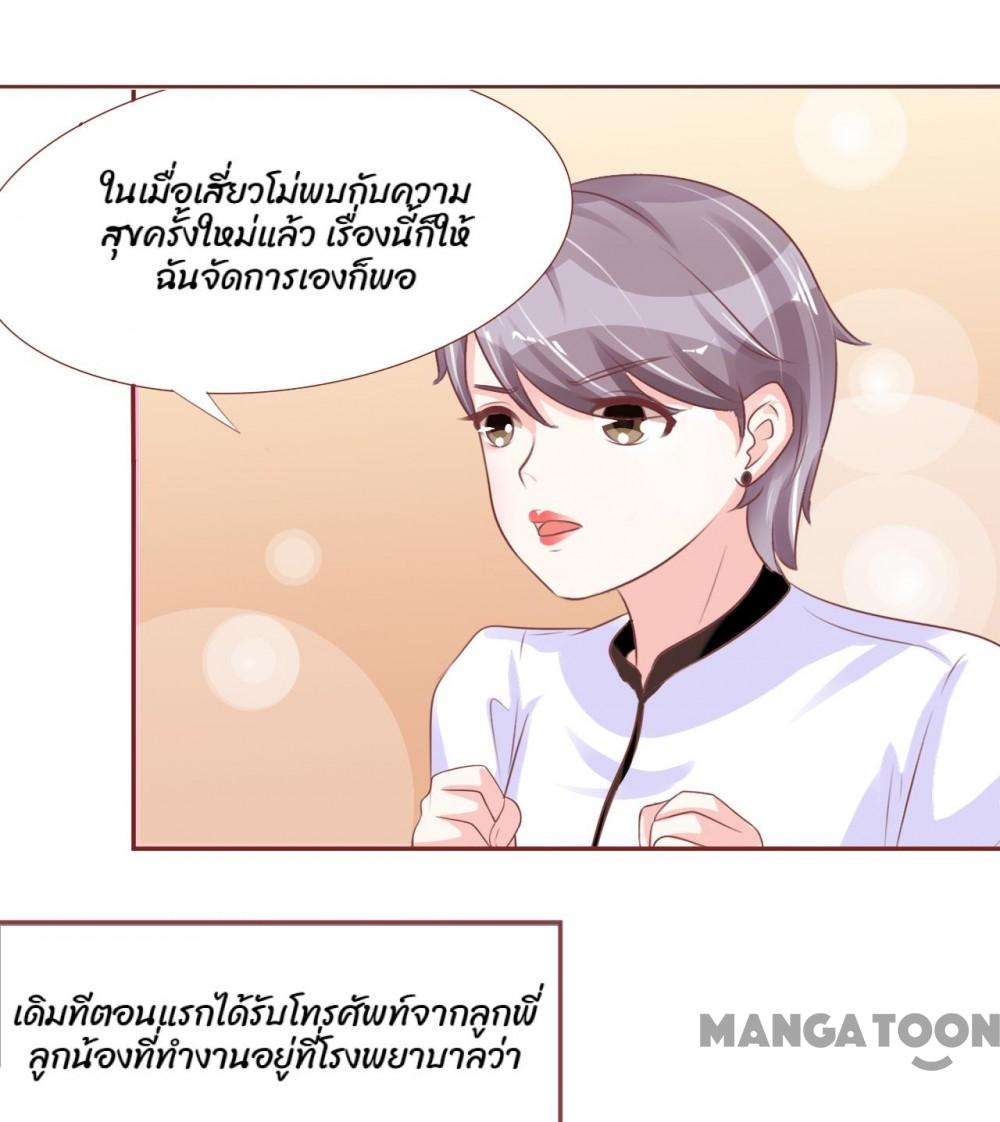 ในเมื่อเสี่ยวโม่พบกับความ
สุขครั้งใหม่แล้ว เรื่องนี้ก็ให้
ฉันจัดการเองก็พอ
เดิมทีตอนแรกได้รับโทรศัพท์จากลูกพี่
ลูกน้องที่ทำงานอยู่ที่โรงพยาบาลว่า
MANGATOON